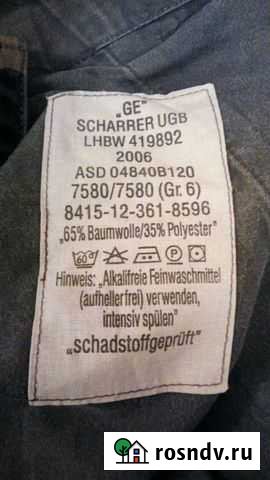 „GE"
SCHARRER UGB
LHBW 419892
2006
ASD 04840B120
7580/7580 (Gr. 6)
8415-12-361-8596
„65% Baumwolle/35% Polyester"
60 P
Hinweis: „Alkalifreie Feinwaschmittel
(aufhellerfrei) verwenden,
intensiv spülen"
„schadstoffgeprüft"
rosndv.ru